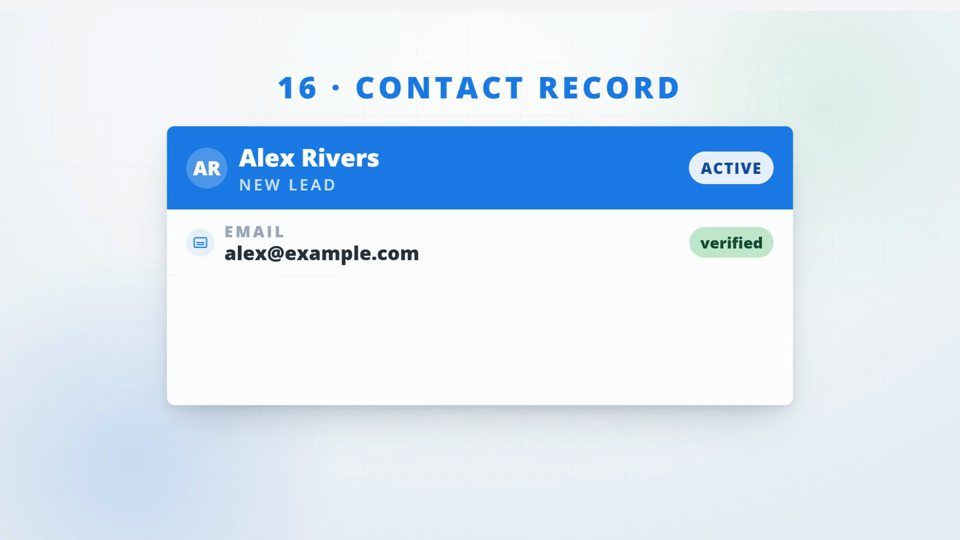 16 · CONTACT RECORD
AR
Alex Rivers
NEW LEAD
ACTIVE
EMAIL
alex@example.com
verified